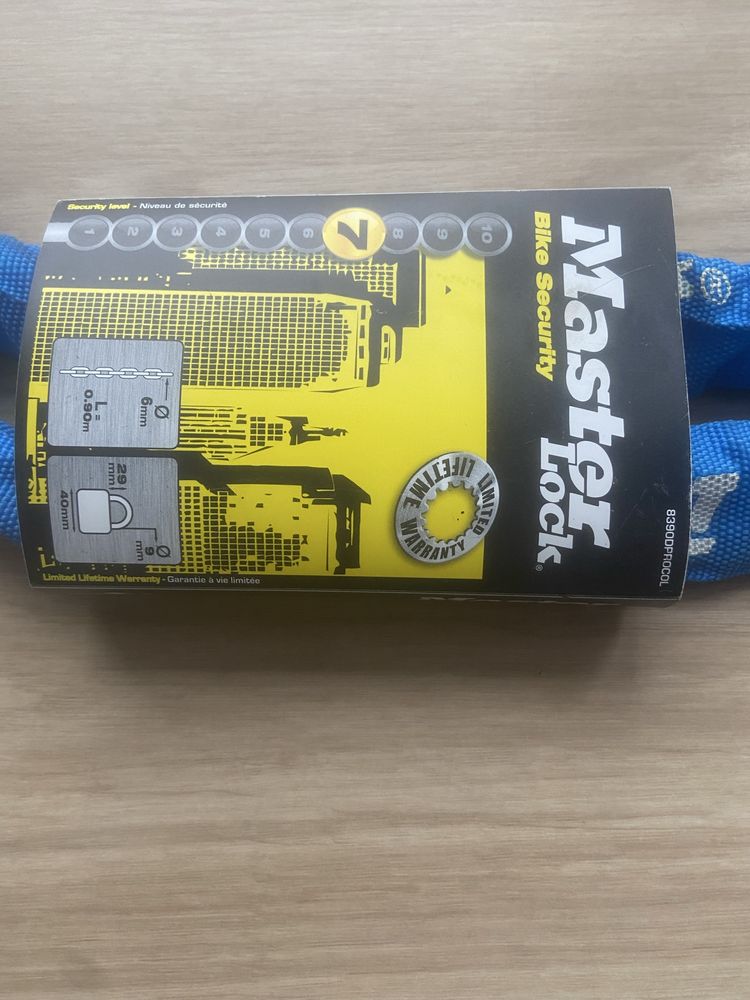 8390DPROCOL
Master
Lock®
Bike Security
Security level - Niveau de sécurité
1
2
3
4
5
6
7
8
9
10
LIMITED LIFETIME WARRANTY
Ø
6mm
L =
0.90m
29
mm
Ø
9
mm
40mm
Limited Lifetime Warranty - Garantie à vie limitée